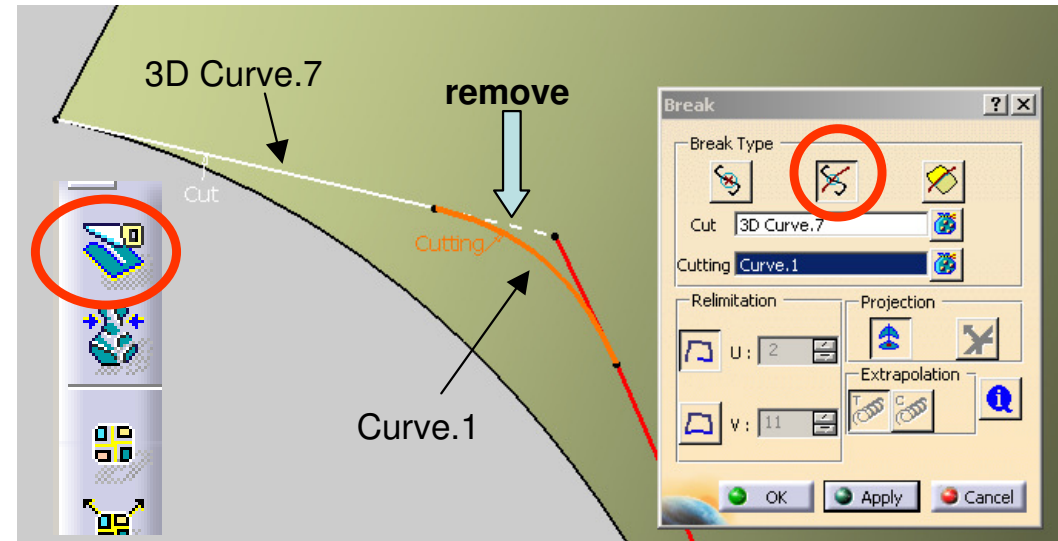 3D Curve.7
remove
Cut
Cutting
Curve.1
Break
Break Type
Cut 3D Curve.7
Cutting Curve.1
Relimitation
U: 2
V: 11
Projection
Extrapolation
T C
OK Apply Cancel